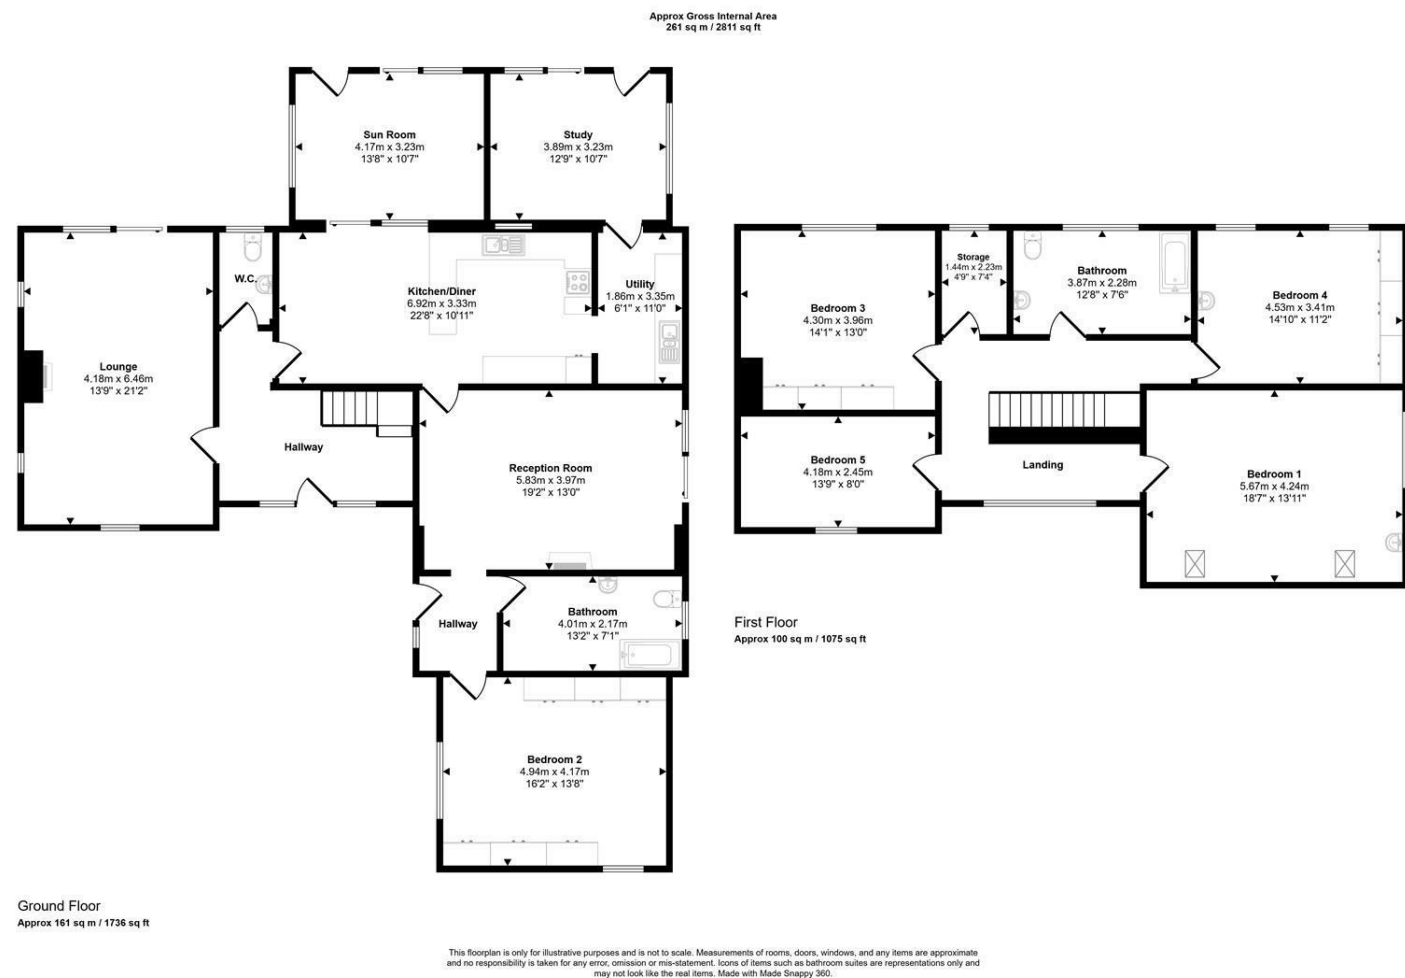 Approx Gross Internal Area
261 sq m / 2811 sq ft
Sun Room
4.17m x 3.23m
13'8" x 10'7"
Study
3.89m x 3.23m
12'9" x 10'7"
W.C.
Kitchen/Diner
6.92m x 3.33m
22'8" x 10'11"
Utility
1.86m x 3.35m
6'1" x 11'0"
Lounge
4.18m x 6.46m
13'9" x 21'2"
Hallway
Reception Room
5.83m x 3.97m
19'2" x 13'0"
Hallway
Bathroom
4.01m x 2.17m
13'2" x 7'1"
Bedroom 2
4.94m x 4.17m
16'2" x 13'8"
Ground Floor
Approx 161 sq m / 1736 sq ft
Storage
1.44m x 2.23m
4'9" x 7'4"
Bathroom
3.87m x 2.28m
12'8" x 7'6"
Bedroom 3
4.30m x 3.96m
14'1" x 13'0"
Bedroom 4
4.53m x 3.41m
14'10" x 11'2"
Bedroom 5
4.18m x 2.45m
13'9" x 8'0"
Landing
Bedroom 1
5.67m x 4.24m
18'7" x 13'11"
First Floor
Approx 100 sq m / 1075 sq ft
This floorplan is only for illustrative purposes and is not to scale. Measurements of rooms, doors, windows, and any items are approximate
and no responsibility is taken for any error, omission or mis-statement. Icons of items such as bathroom suites are representations only and
may not look like the real items. Made with Made Snappy 360.